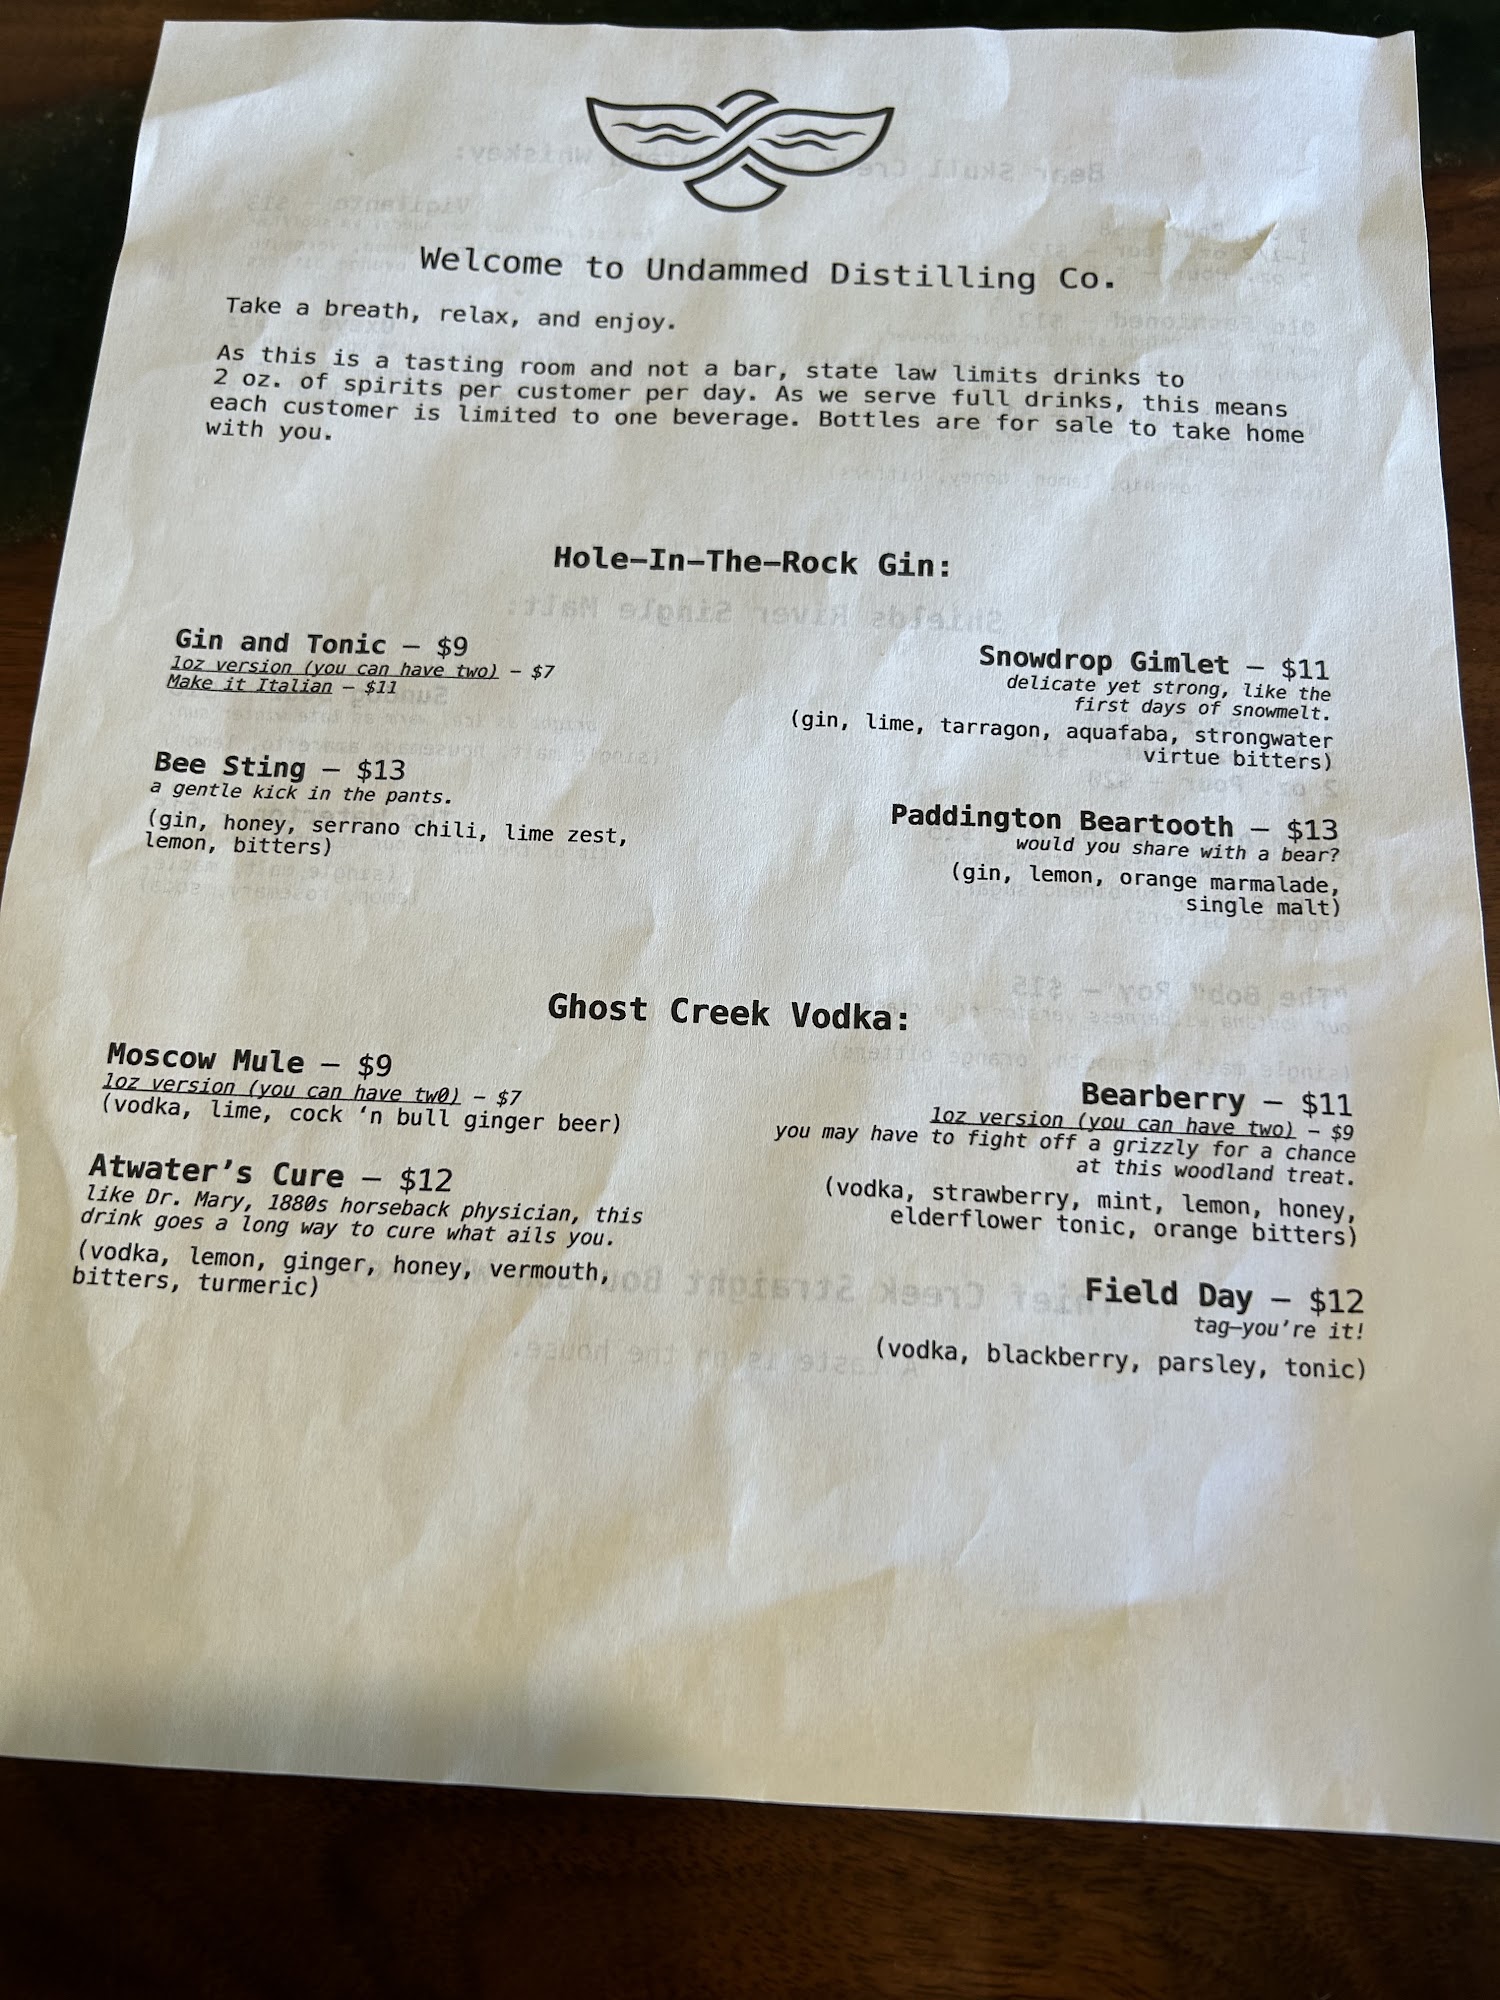 Welcome to Undammed Distilling Co.
Take a breath, relax, and enjoy.
As this is a tasting room and not a bar, state law limits drinks to
2 oz. of spirits per customer per day. As we serve full drinks, this means
each customer is limited to one beverage. Bottles are for sale to take home
with you.
Hole–In–The–Rock Gin:
Gin and Tonic – $9
1oz version (you can have two) – $7
Make it Italian – $11
Bee Sting – $13
a gentle kick in the pants.
(gin, honey, serrano chili, lime zest,
lemon, bitters)
Snowdrop Gimlet – $11
delicate yet strong, like the
first days of snowmelt.
(gin, lime, tarragon, aquafaba, strongwater
virtue bitters)
Paddington Beartooth – $13
would you share with a bear?
(gin, lemon, orange marmalade,
single malt)
Ghost Creek Vodka:
Moscow Mule – $9
1oz version (you can have tw0) – $7
(vodka, lime, cock ‘n bull ginger beer)
Atwater’s Cure – $12
like Dr. Mary, 1880s horseback physician, this
drink goes a long way to cure what ails you.
(vodka, lemon, ginger, honey, vermouth,
bitters, turmeric)
Bearberry – $11
1oz version (you can have two) – $9
you may have to fight off a grizzly for a chance
at this woodland treat.
(vodka, strawberry, mint, lemon, honey,
elderflower tonic, orange bitters)
Field Day – $12
tag–you’re it!
(vodka, blackberry, parsley, tonic)